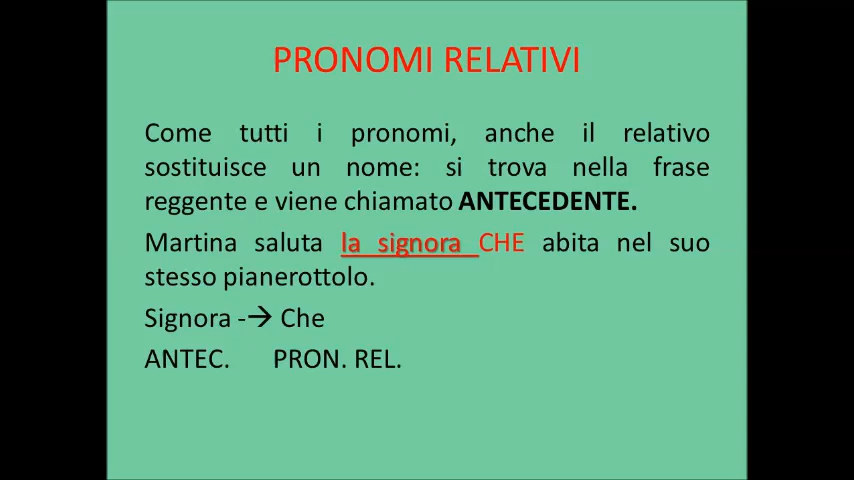 PRONOMI RELATIVI
Come tutti i pronomi, anche il relativo
sostituisce un nome: si trova nella frase
reggente e viene chiamato ANTECEDENTE.
Martina saluta la signora CHE abita nel suo
stesso pianerottolo.
Signora -→ Che
ANTEC. PRON. REL.